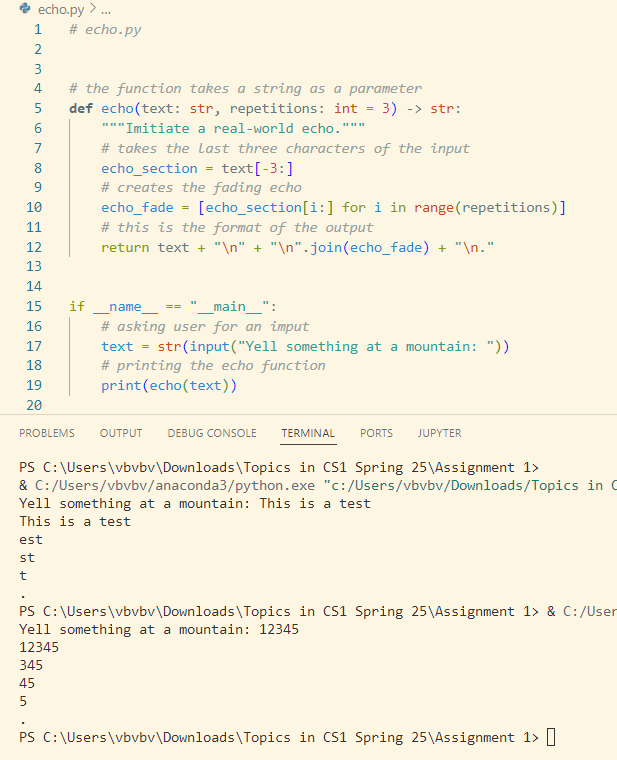 echo.py > ...
1 # echo.py
2
3
4 # the function takes a string as a parameter
5 def echo(text: str, repetitions: int = 3) -> str:
6 """Imitiate a real-world echo."""
7 # takes the last three characters of the input
8 echo_section = text[-3:]
9 # creates the fading echo
10 echo_fade = [echo_section[i:] for i in range(repetitions)]
11 # this is the format of the output
12 return text + "\n" + "\n".join(echo_fade) + "\n."
13
14
15 if __name__ == "__main__":
16 # asking user for an imput
17 text = str(input("Yell something at a mountain: "))
18 # printing the echo function
19 print(echo(text))
20
PROBLEMS OUTPUT DEBUG CONSOLE TERMINAL PORTS JUPYTER
PS C:\Users\vbvbv\Downloads\Topics in CS1 Spring 25\Assignment 1>
& C:/Users/vbvbv/anaconda3/python.exe "c:/Users/vbvbv/Downloads/Topics in C
Yell something at a mountain: This is a test
This is a test
est
st
t
.
PS C:\Users\vbvbv\Downloads\Topics in CS1 Spring 25\Assignment 1> & C:/User
Yell something at a mountain: 12345
12345
345
45
5
.
PS C:\Users\vbvbv\Downloads\Topics in CS1 Spring 25\Assignment 1>